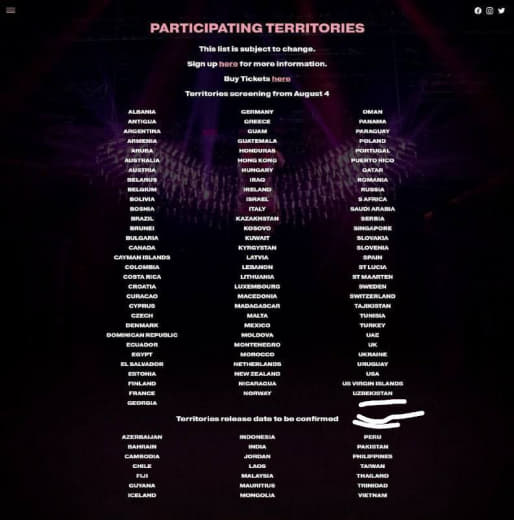 PARTICIPATING TERRITORIES
This list is subject to change.
Sign up here for more information.
Buy Tickets here
Territories screening from August 4
ALBANIA
ANTIGUA
ARGENTINA
ARMENIA
ARUBA
AUSTRALIA
AUSTRIA
BELARUS
BELGIUM
BOLIVIA
BOSNIA
BRAZIL
BRUNEI
BULGARIA
CANADA
CAYMAN ISLANDS
COLOMBIA
COSTA RICA
CROATIA
CURACAO
CYPRUS
CZECH
DENMARK
DOMINICAN REPUBLIC
ECUADOR
EGYPT
EL SALVADOR
ESTONIA
FINLAND
FRANCE
GEORGIA
GERMANY
GREECE
GUAM
GUATEMALA
HONDURAS
HONG KONG
HUNGARY
IRAQ
IRELAND
ISRAEL
ITALY
KAZAKHSTAN
KOSOVO
KUWAIT
KYRGYSTAN
LATVIA
LEBANON
LITHUANIA
LUXEMBOURG
MACEDONIA
MADAGASCAR
MALTA
MEXICO
MOLDOVA
MONTENEGRO
MOROCCO
NETHERLANDS
NEW ZEALAND
NICARAGUA
NORWAY
OMAN
PANAMA
PARAGUAY
POLAND
PORTUGAL
PUERTO RICO
QATAR
ROMANIA
RUSSIA
S AFRICA
SAUDI ARABIA
SERBIA
SINGAPORE
SLOVAKIA
SLOVENIA
SPAIN
ST LUCIA
ST MAARTEN
SWEDEN
SWITZERLAND
TAJIKISTAN
TUNISIA
TURKEY
UAE
UK
UKRAINE
URUGUAY
USA
US VIRGIN ISLANDS
UZBEKISTAN
Territories release date to be confirmed
AZERBAIJAN
BAHRAIN
CAMBODIA
CHILE
FIJI
GUYANA
ICELAND
INDONESIA
INDIA
JORDAN
LAOS
MALAYSIA
MAURITIUS
MONGOLIA
PERU
PAKISTAN
PHILIPPINES
TAIWAN
THAILAND
TRINIDAD
VIETNAM